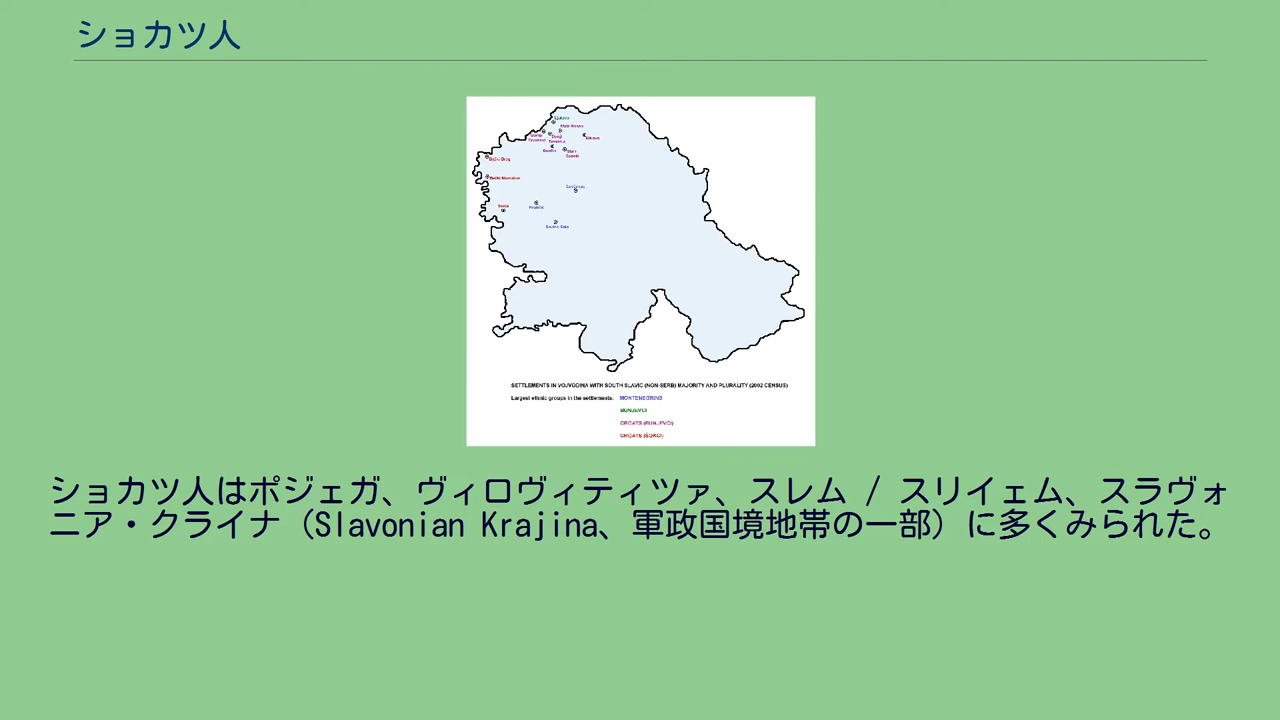 ショカツ人
Bački Breg
Bački Monoštor
SETTLEMENTS IN VOJVODINA WITH SOUTH SLAVIC (NON-SERB) MAJORITY AND PLURALITY (2002 CENSUS)
Largest ethnic groups in the settlements: MONTENEGRINS
BUNJEVCI
CROATS (BUNJEVCI)
CROATS (ŠOKCI)
ショカツ人はポジェガ、ヴィロヴィティツァ、スレム / スリイェム、スラヴォ
ニア・クライナ（Slavonian Krajina、軍政国境地帯の一部）に多くみられた。